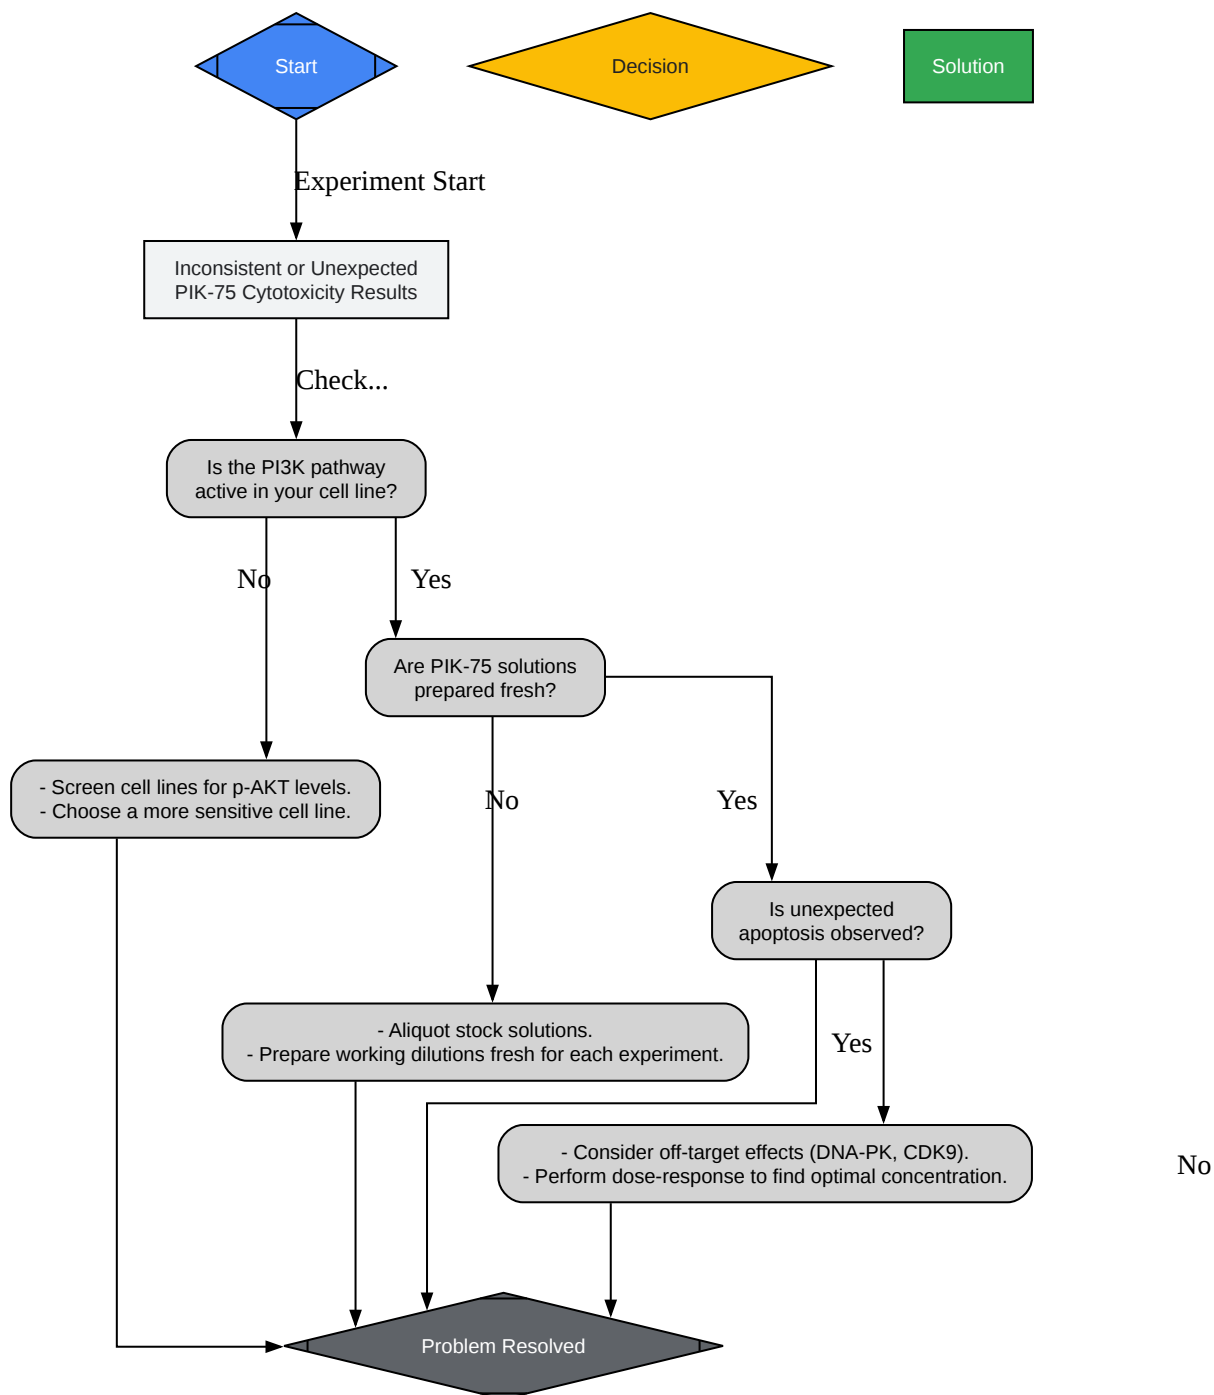 Start
Decision
Solution
Experiment Start
Inconsistent or Unexpected
PIK-75 Cytotoxicity Results
Check...
Is the PI3K pathway
active in your cell line?
No
Yes
Are PIK-75 solutions
prepared fresh?
- Screen cell lines for p-AKT levels.
- Choose a more sensitive cell line.
No
Yes
Is unexpected
apoptosis observed?
- Aliquot stock solutions.
- Prepare working dilutions fresh for each experiment.
Yes
- Consider off-target effects (DNA-PK, CDK9).
- Perform dose-response to find optimal concentration.
No
Problem Resolved